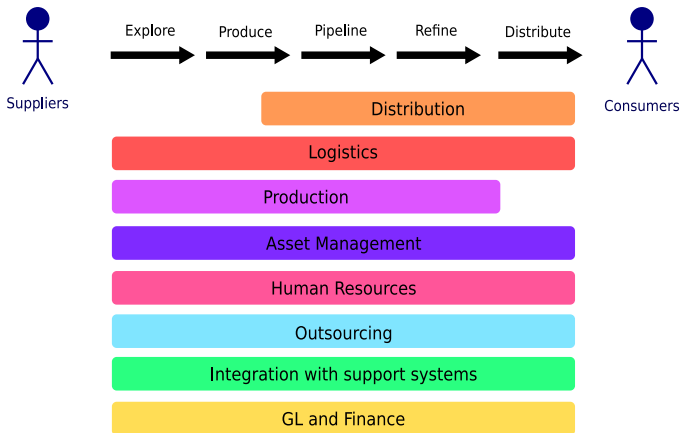 Explore
Produce
Pipeline
Refine
Distribute
Suppliers
Consumers
Distribution
Logistics
Production
Asset Management
Human Resources
Outsourcing
Integration with support systems
GL and Finance